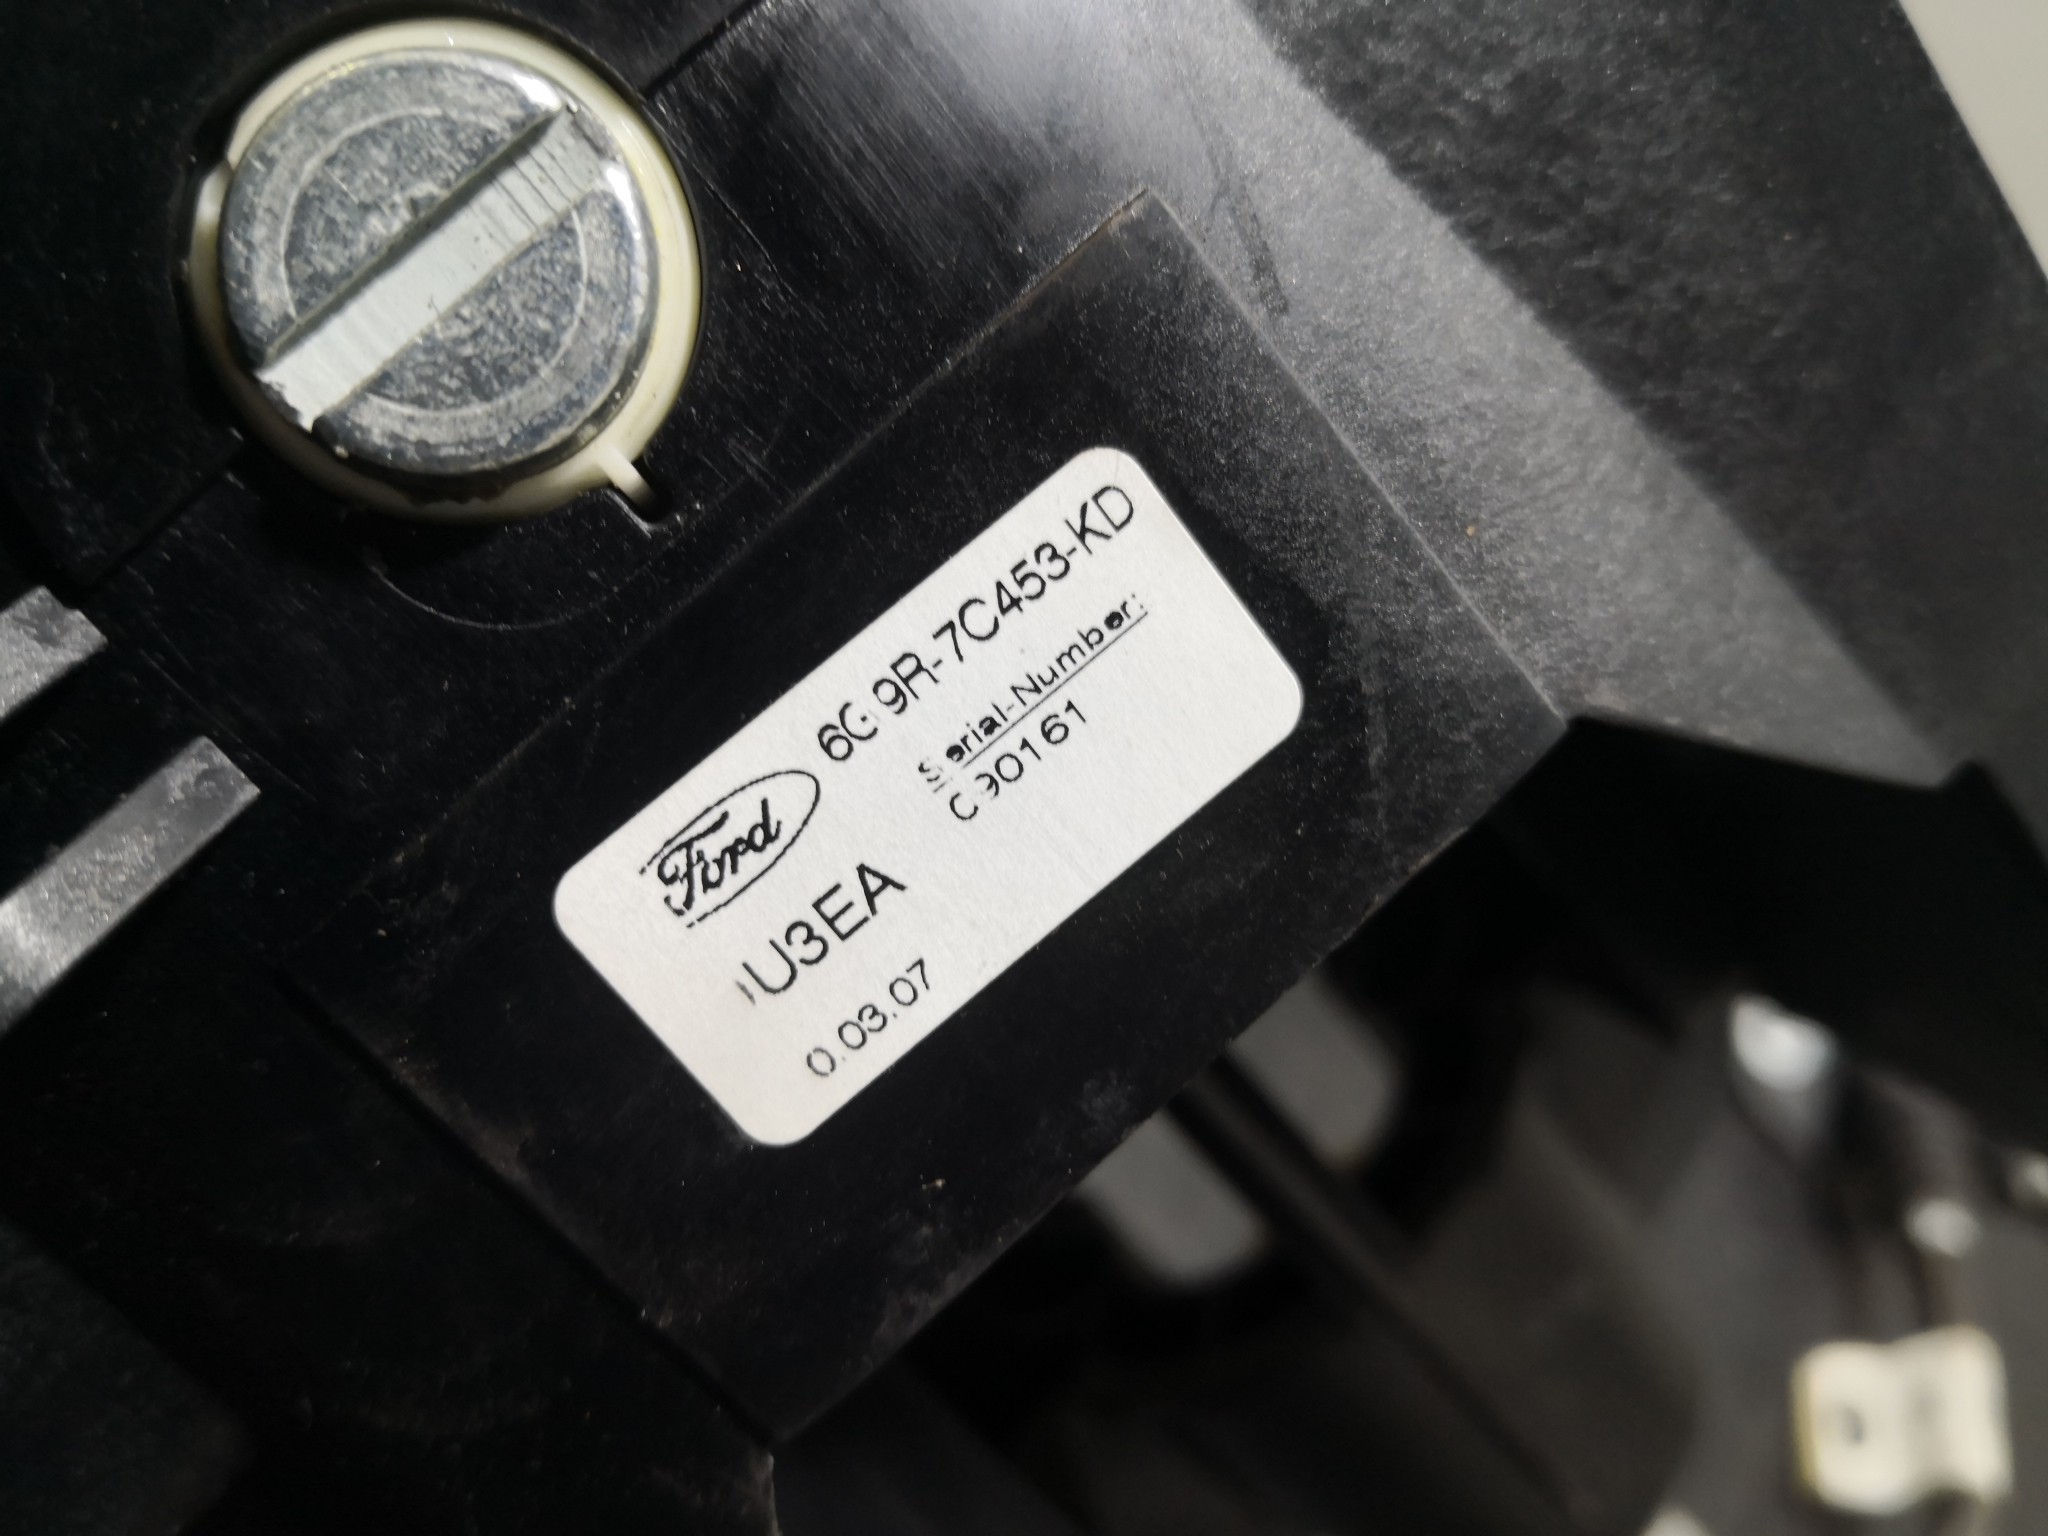 Ford 6G9R-7C453-KD
Serial-Number:
C90161
U3EA
0.03.07